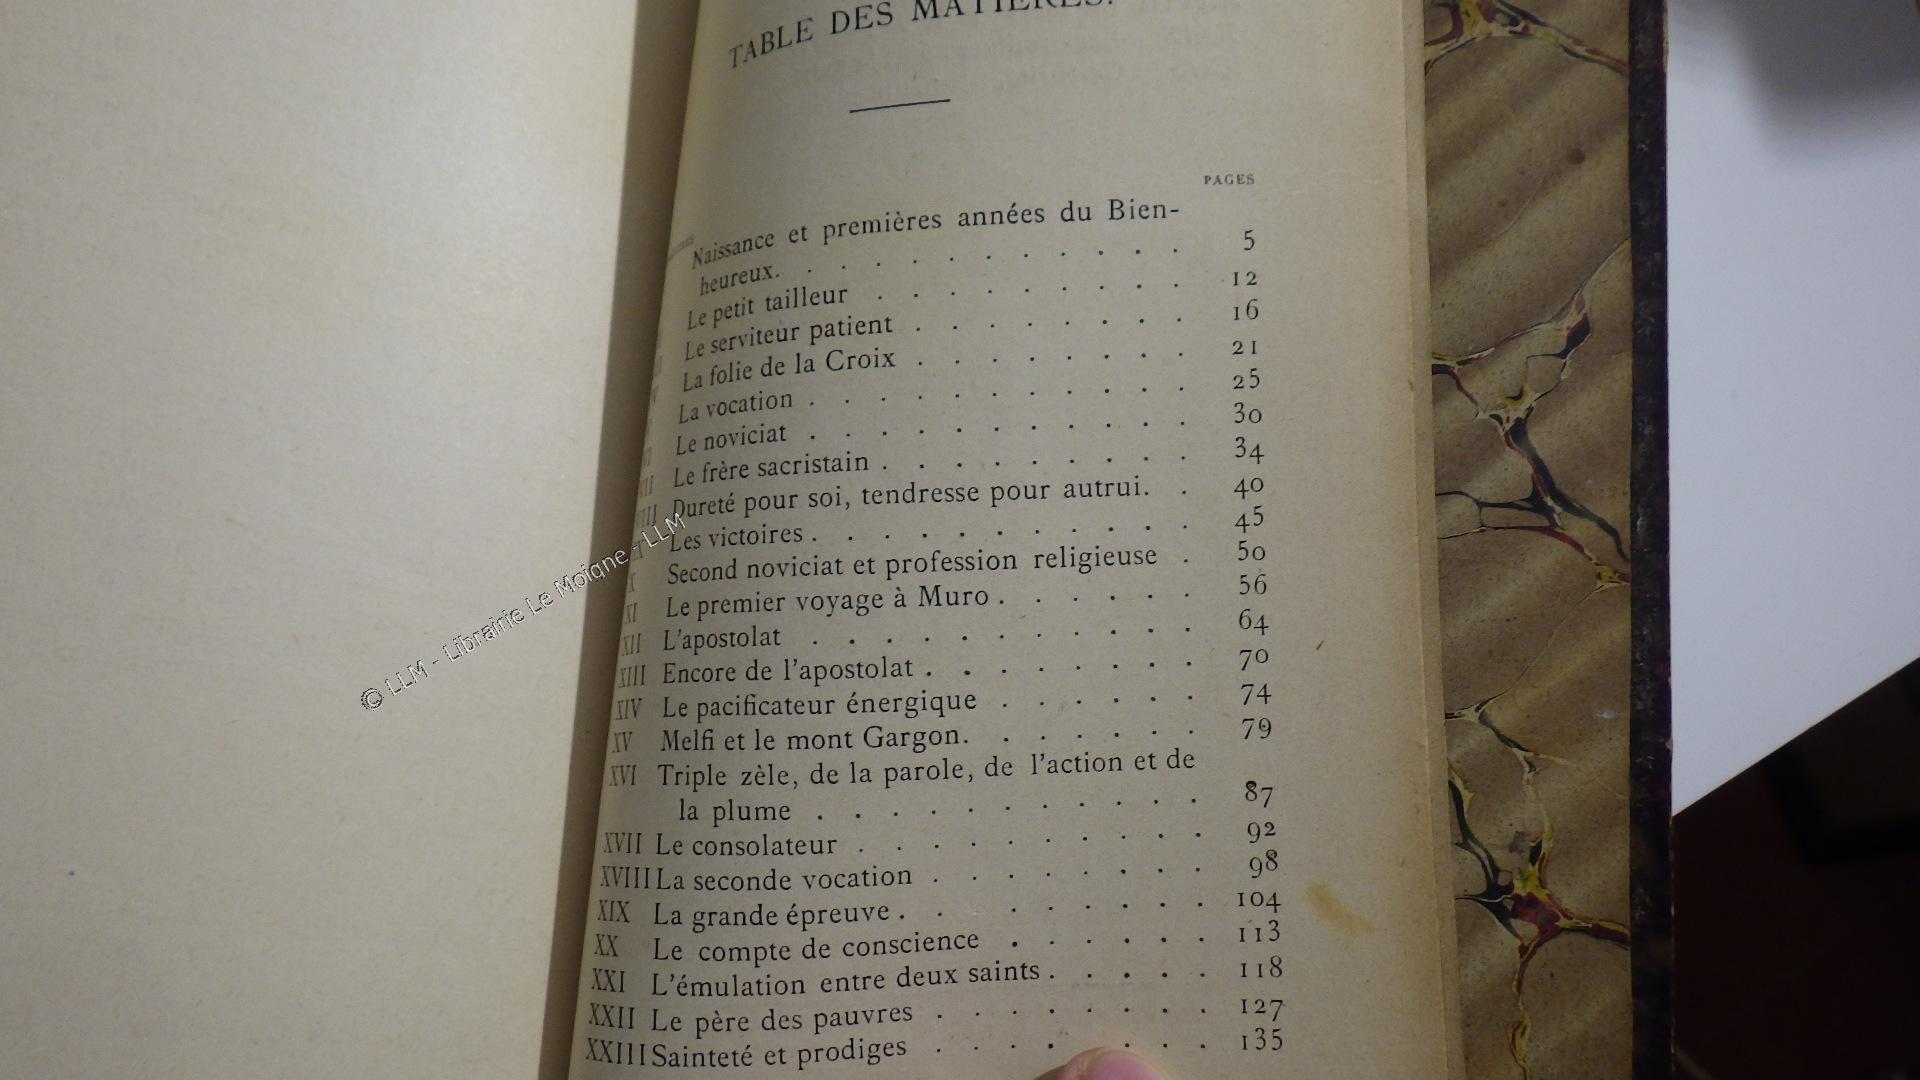 TABLE DES MATIÈRES.
PAGES
Naissance et premières années du Bien-
heureux. . . . . . . . . . . . 5
Le petit tailleur . . . . . . . . . 12
Le serviteur patient . . . . . . . . 16
La folie de la Croix . . . . . . . . 21
La vocation . . . . . . . . . . . 25
Le noviciat . . . . . . . . . . . 30
VII Le frère sacristain . . . . . . . . . 34
VIII Dureté pour soi, tendresse pour autrui. . 40
Les victoires . . . . . . . . . . . 45
X Second noviciat et profession religieuse . 50
XI Le premier voyage à Muro . . . . . . 56
XII L'apostolat . . . . . . . . . . . 64
XIII Encore de l'apostolat . . . . . . . . 70
XIV Le pacificateur énergique . . . . . . 74
XV Melfi et le mont Gargon. . . . . . . 79
XVI Triple zèle, de la parole, de l'action et de
la plume . . . . . . . . . . . 87
XVII Le consolateur . . . . . . . . . . 92
XVIII La seconde vocation . . . . . . . . 98
XIX La grande épreuve . . . . . . . . 104
XX Le compte de conscience . . . . . . 113
XXI L'émulation entre deux saints . . . . . 118
XXII Le père des pauvres . . . . . . . . 127
XXIII Sainteté et prodiges . . . . . . . . 135
© LLM - Librairie Le Moigne - LLM